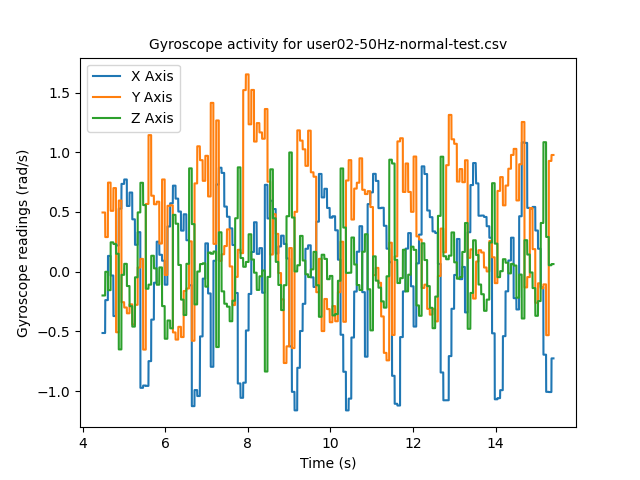 Gyroscope activity for user02-50Hz-normal-test.csv
X Axis
Y Axis
Z Axis
Gyroscope readings (rad/s)
1.5
1.0
0.5
0.0
−0.5
−1.0
4
6
8
10
12
14
Time (s)